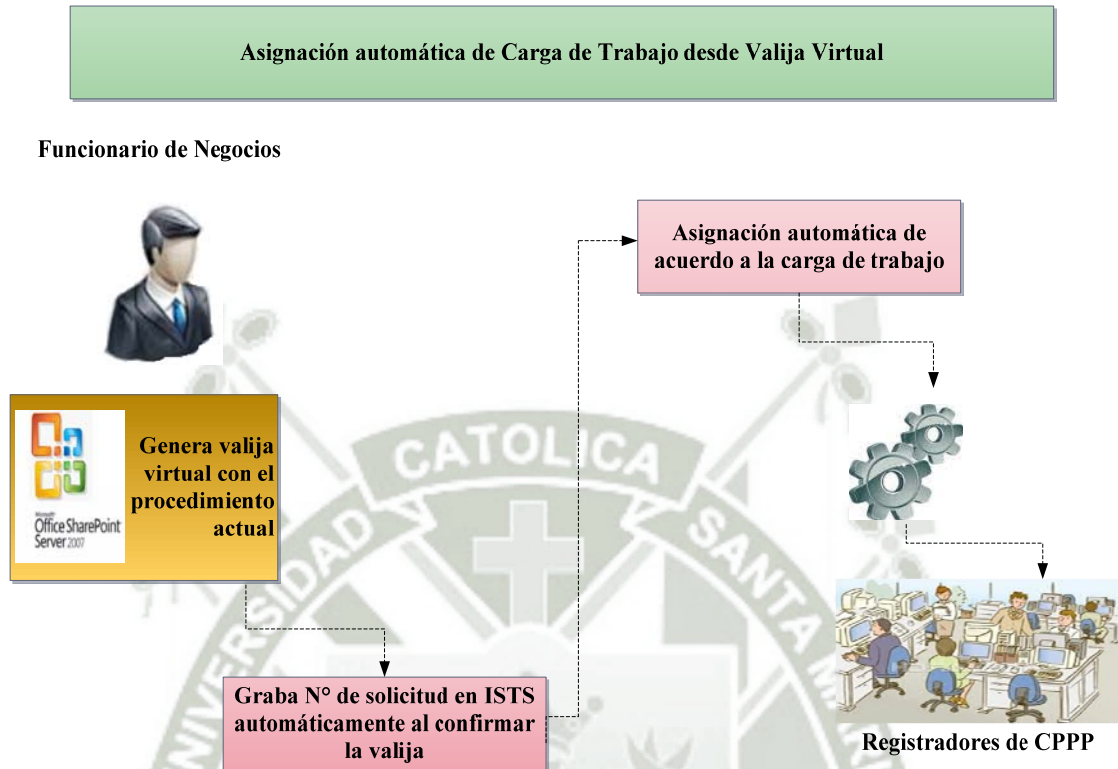 Asignación automática de Carga de Trabajo desde Valija Virtual
Funcionario de Negocios
Asignación automática de
acuerdo a la carga de trabajo
Genera valija
virtual con el
procedimiento
actual
Microsoft
Office SharePoint
Server 2007
Graba N° de solicitud en ISTS
automáticamente al confirmar
la valija
Registradores de CPPP
UNIVERSIDAD
CATOLICA
SANTA MARI